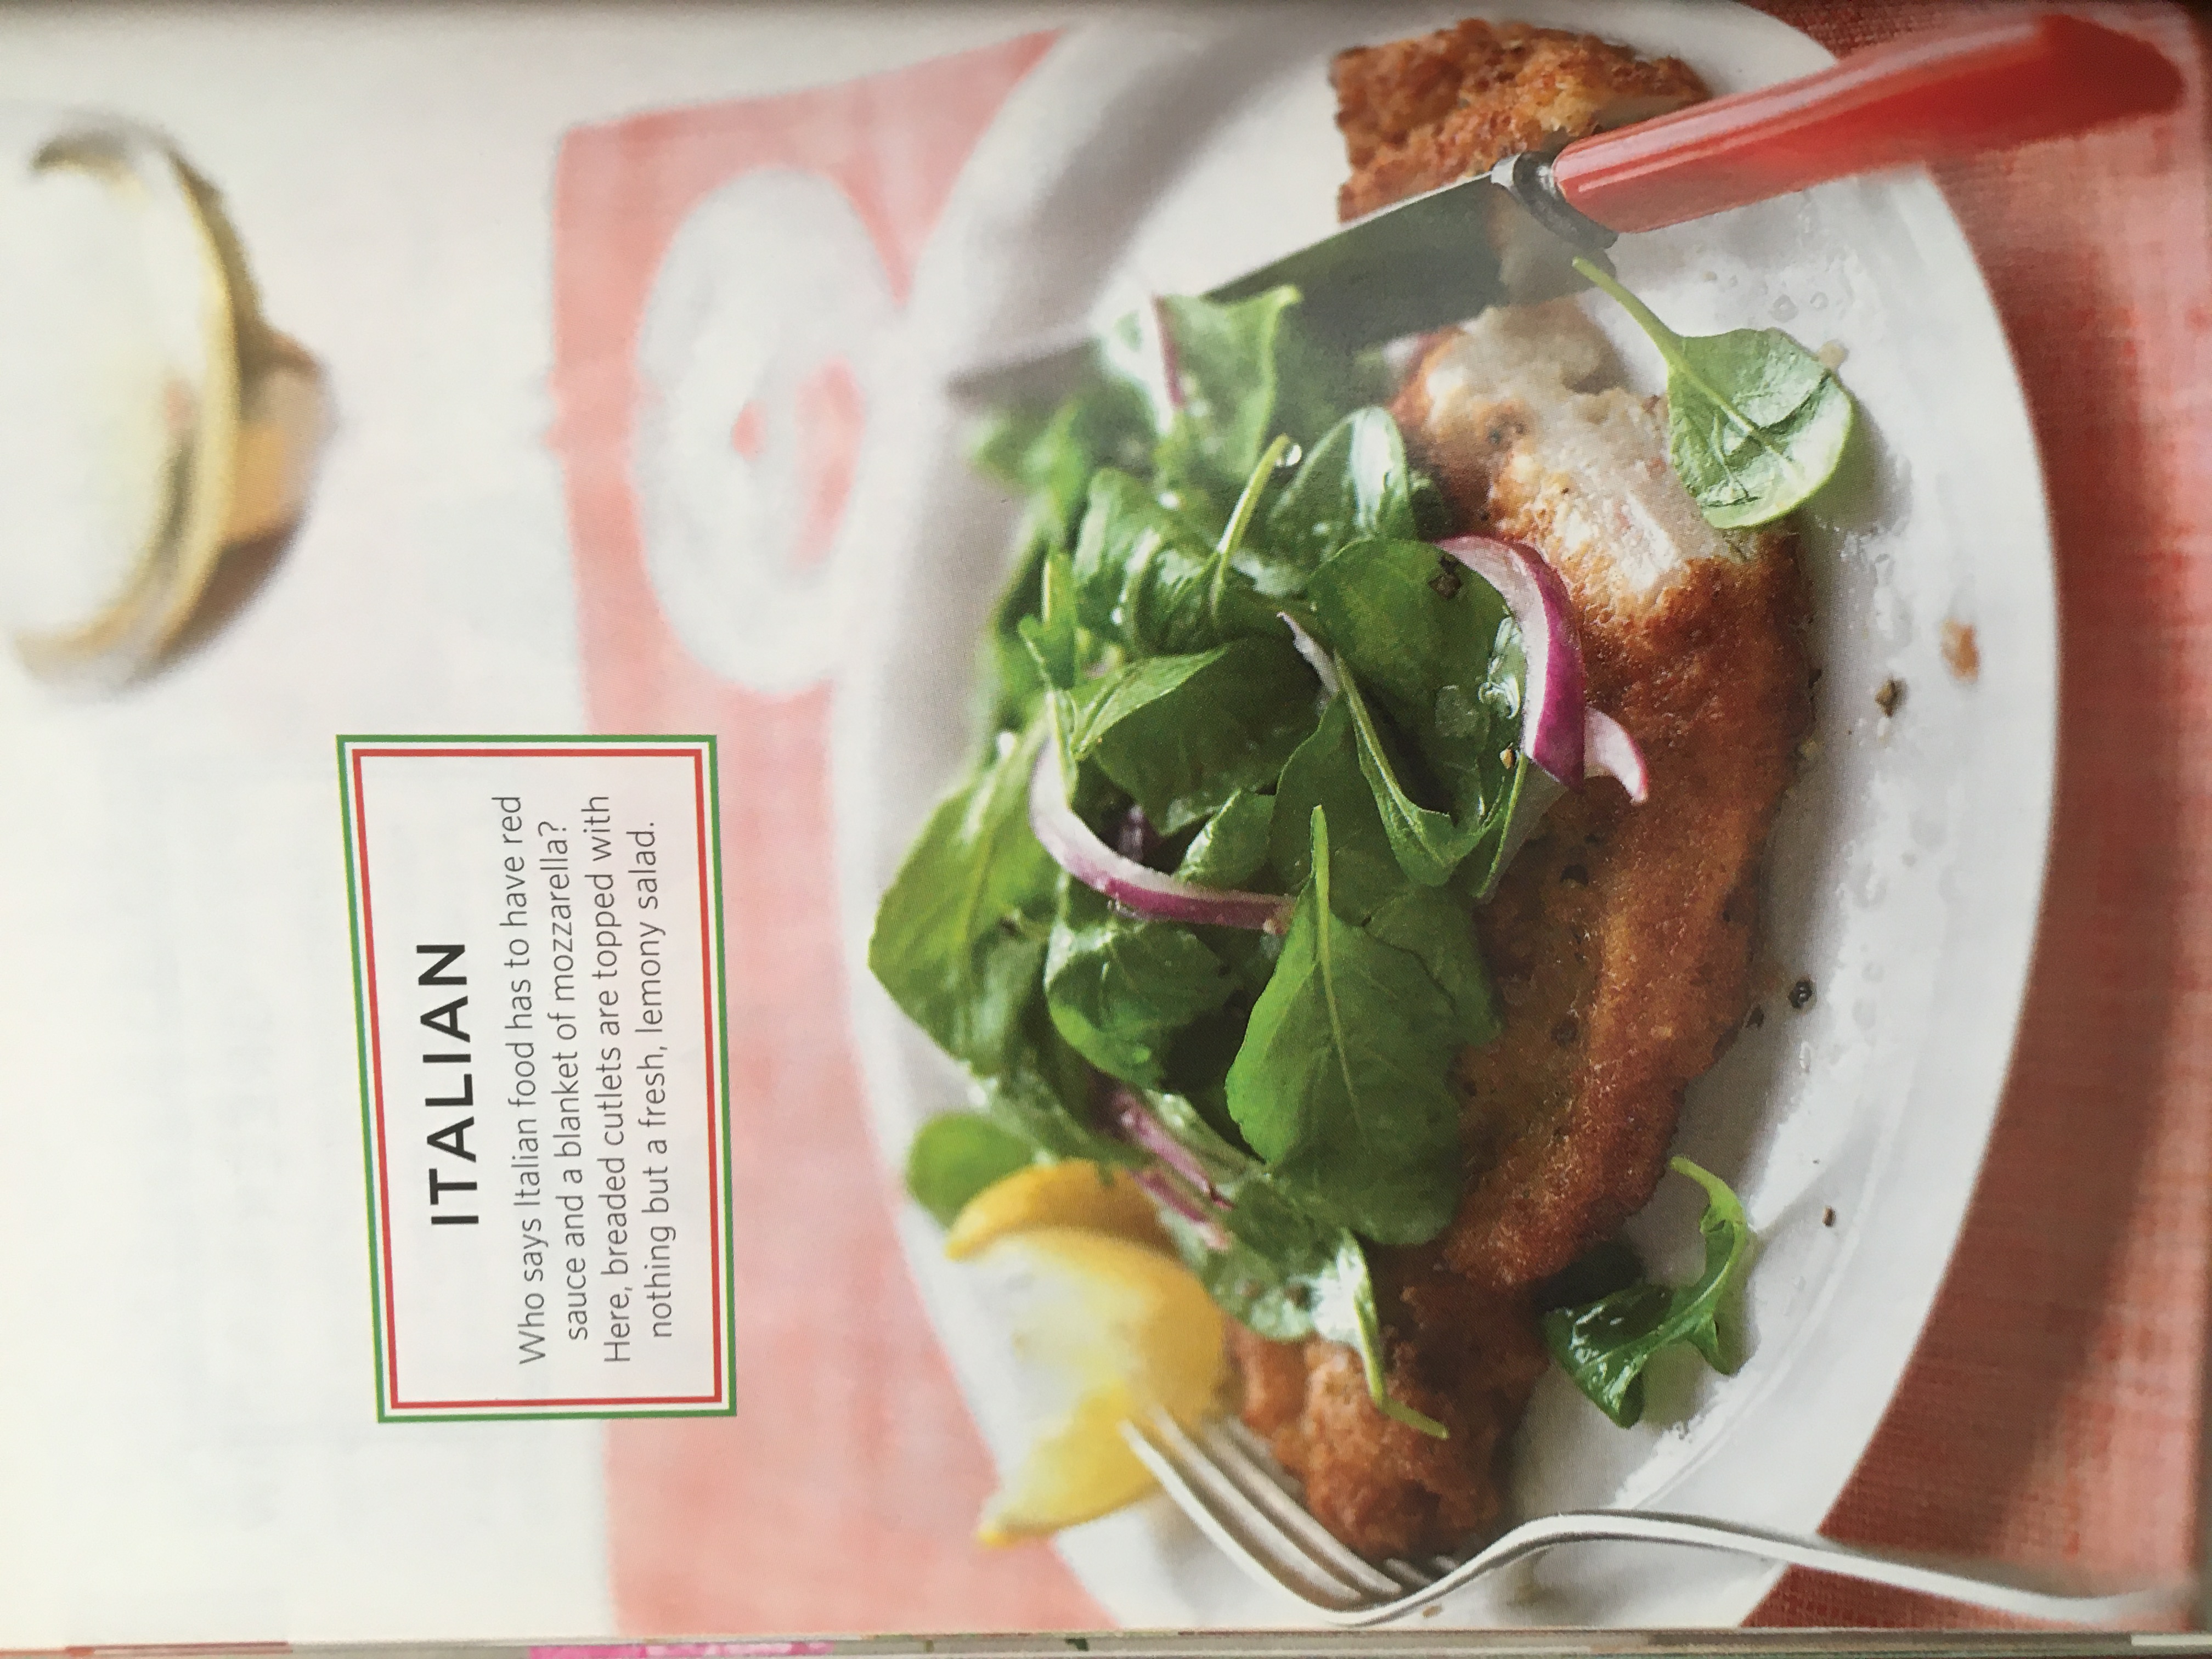 ITALIAN
Who says Italian food has to have red
sauce and a blanket of mozzarella?
Here, breaded cutlets are topped with
nothing but a fresh, lemony salad.